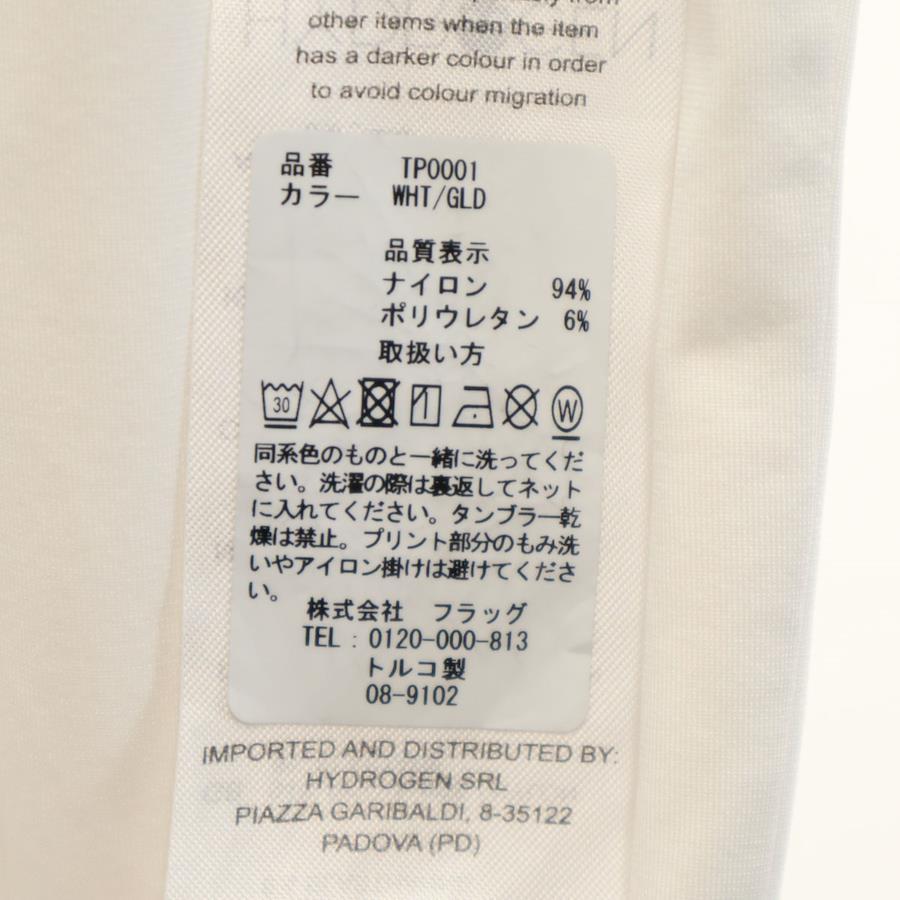 from
other items when the item
has a darker colour in order
to avoid colour migration
品番 TP0001
カラー WHT/GLD
品質表示
ナイロン 94%
ポリウレタン 6%
取扱い方
30
W
同系色のものと一緒に洗ってくだ
さい。洗濯の際は裏返してネット
に入れてください。タンブラー乾
燥は禁止。プリント部分のもみ洗
いやアイロン掛けは避けてくださ
い。
株式会社 フラッグ
TEL : 0120-000-813
トルコ製
08-9102
IMPORTED AND DISTRIBUTED BY:
HYDROGEN SRL
PIAZZA GARIBALDI, 8-35122
PADOVA (PD)